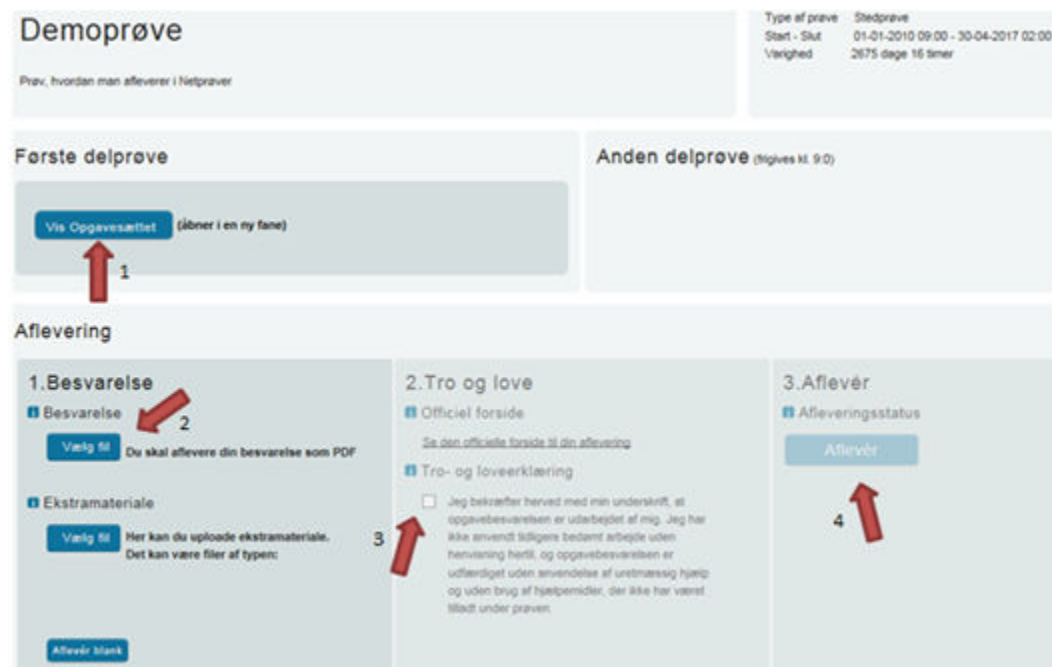 Demoprøve
Prøv, hvordan man afleverer i Netprøver
Type af prøve Stedprøve
Start - Slut 01-01-2010 09:00 - 30-04-2017 02:00
Varighed 2675 dage 16 timer
Første delprøve
Vis Opgavesættet (åbner i en ny fane)
1
Anden delprøve (frigives kl. 9:0)
Aflevering
1.Besvarelse
Besvarelse
2
Vælg fil Du skal aflevere din besvarelse som PDF
Ekstramateriale
Vælg fil Her kan du uploade ekstramateriale.
Det kan være filer af typen:
Aflevér blank
2.Tro og love
Officiel forside
Se den officielle forside til din aflevering
Tro- og loveerklæring
3
Jeg bekræfter herved med min underskrift, at
opgavebesvarelsen er udarbejdet af mig. Jeg har
ikke anvendt tidligere bedømt arbejde uden
henvisning hertil, og opgavebesvarelsen er
udfærdiget uden anvendelse af uretmæssig hjælp
og uden brug af hjælpemidler, der ikke har været
tilladt under prøven.
3.Aflevér
Afleveringsstatus
Aflevér
4